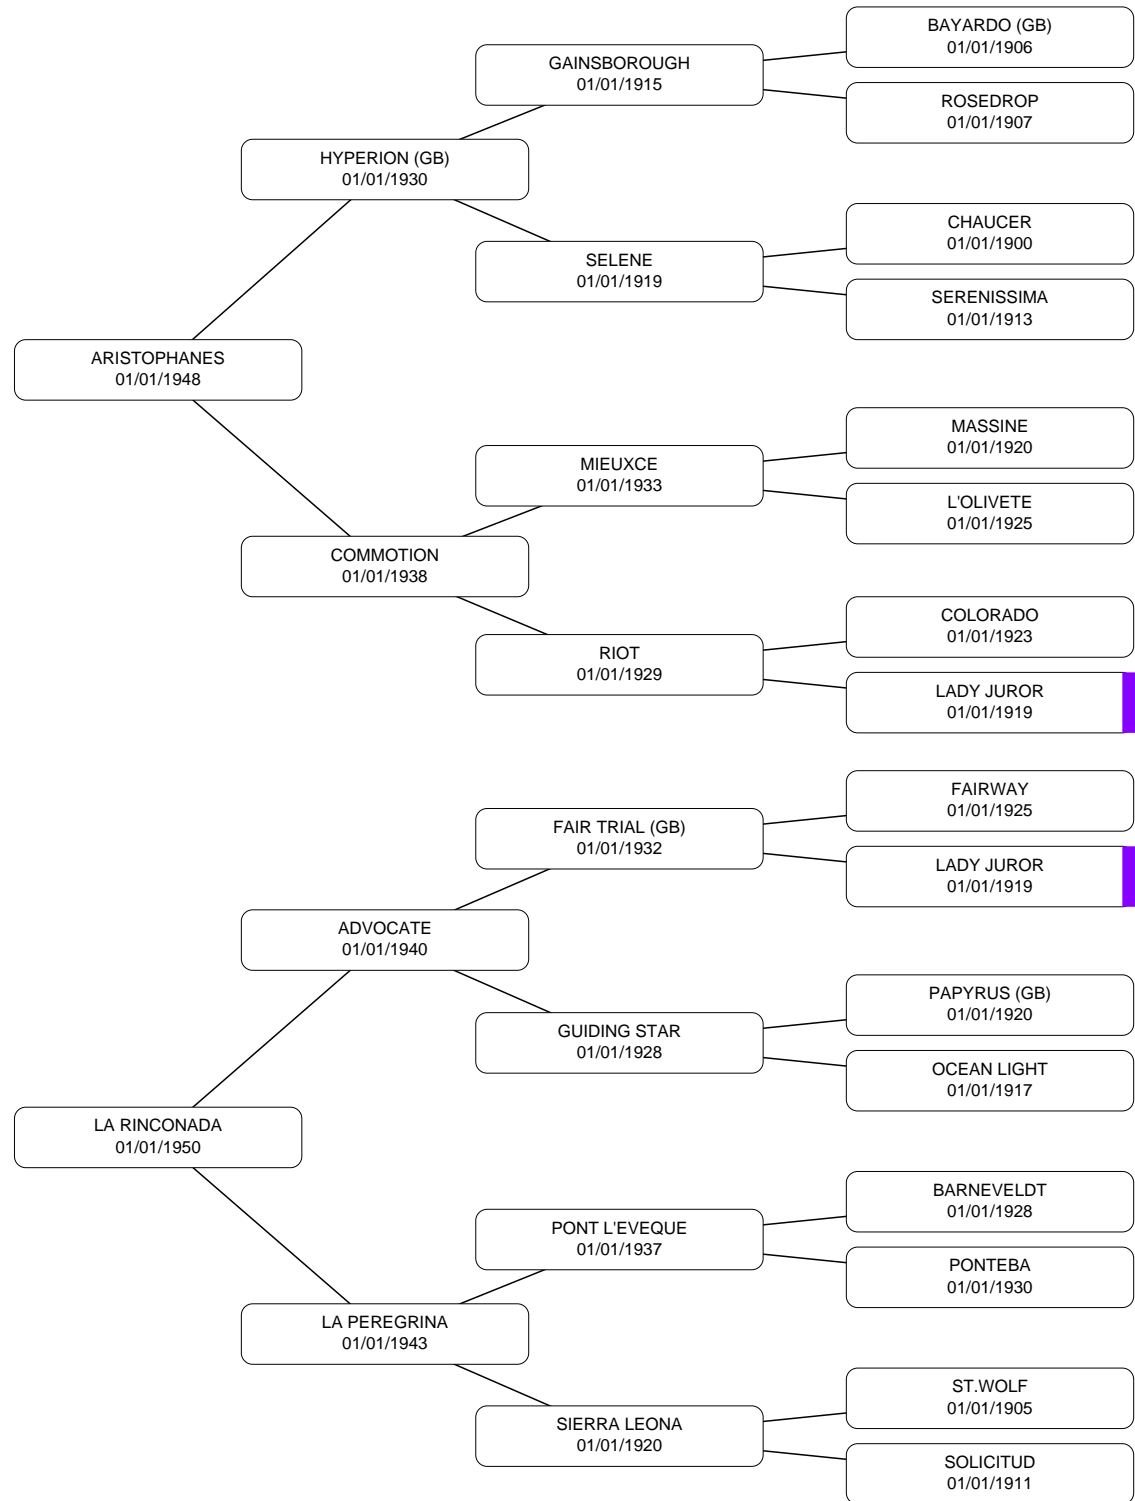 BAYARDO (GB)
01/01/1906
GAINSBOROUGH
01/01/1915
ROSEDROP
01/01/1907
HYPERION (GB)
01/01/1930
CHAUCER
01/01/1900
SELENE
01/01/1919
SERENISSIMA
01/01/1913
ARISTOPHANES
01/01/1948
MASSINE
01/01/1920
MIEUXCE
01/01/1933
L'OLIVETE
01/01/1925
COMMOTION
01/01/1938
COLORADO
01/01/1923
RIOT
01/01/1929
LADY JUROR
01/01/1919
FAIRWAY
01/01/1925
FAIR TRIAL (GB)
01/01/1932
LADY JUROR
01/01/1919
ADVOCATE
01/01/1940
PAPYRUS (GB)
01/01/1920
GUIDING STAR
01/01/1928
OCEAN LIGHT
01/01/1917
LA RINCONADA
01/01/1950
BARNEVELDT
01/01/1928
PONT L'EVEQUE
01/01/1937
PONTEBA
01/01/1930
LA PEREGRINA
01/01/1943
ST.WOLF
01/01/1905
SIERRA LEONA
01/01/1920
SOLICITUD
01/01/1911